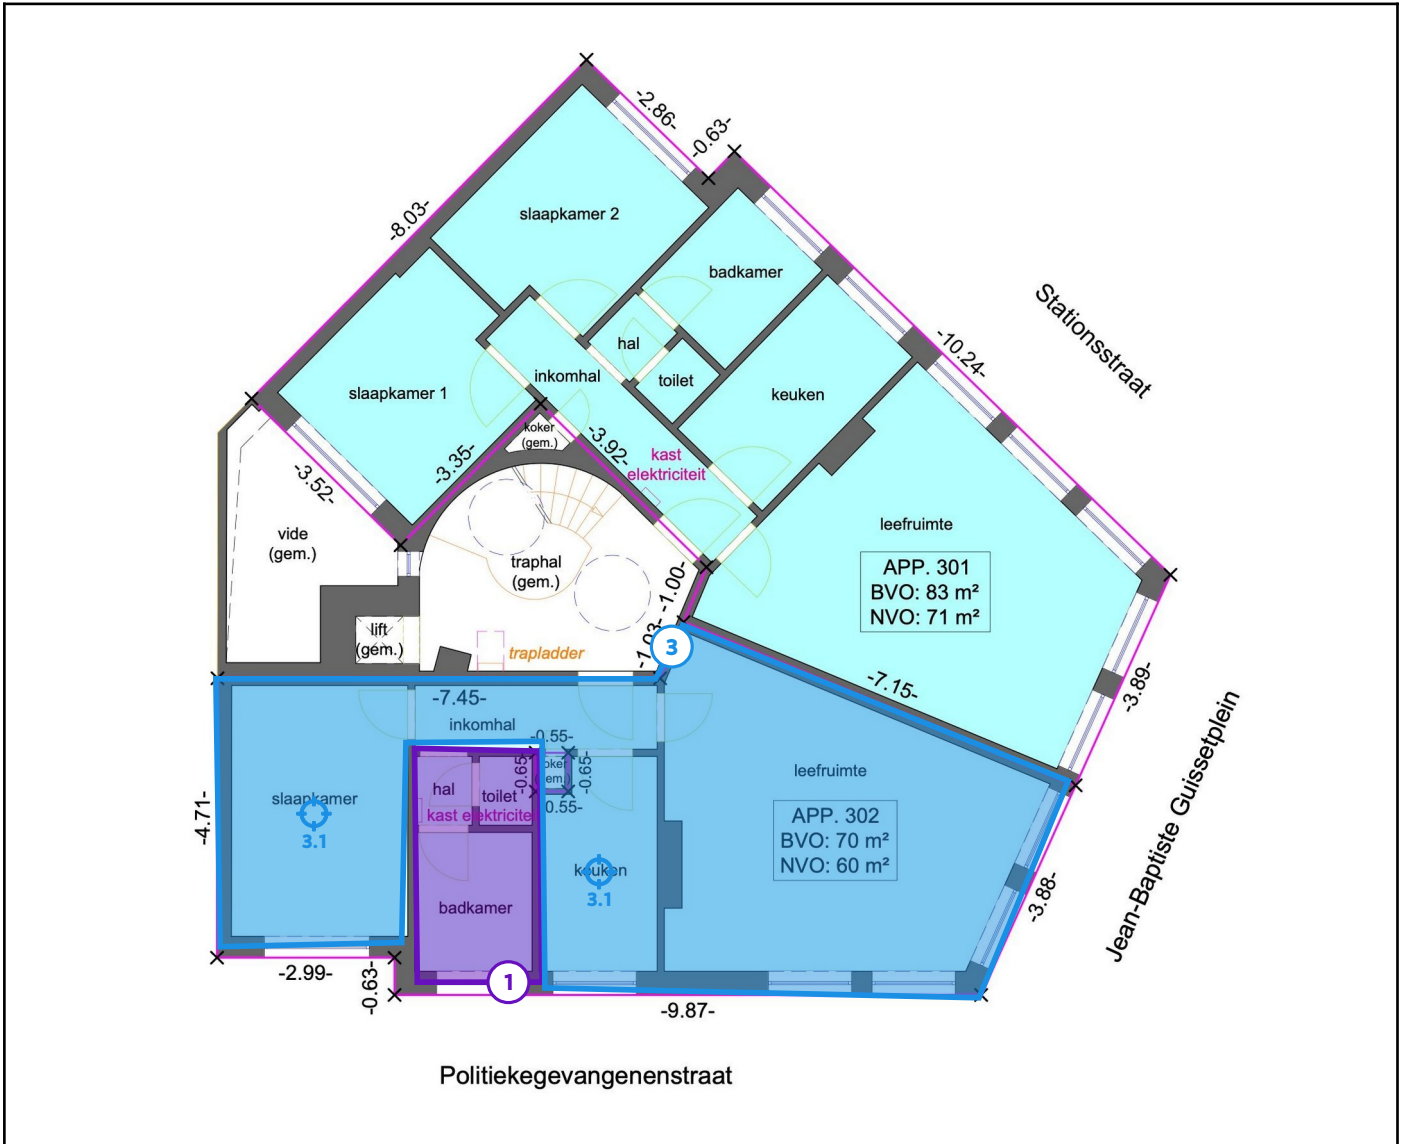 -2.86-
-0.63-
-8.03-
slaapkamer 2
badkamer
Stationsstraat
-10.24-
hal
inkomhal
toilet
slaapkamer 1
keuken
koker
(gem.)
-3.92-
-3.35-
kast
elektriciteit
-3.52-
leefruimte
vide
(gem.)
traphal
(gem.)
APP. 301
BVO: 83 m²
NVO: 71 m²
-1.00-
-1.03-
lift
(gem.)
trapladder
3
-7.15-
-3.89-
-7.45-
inkomhal
-0.55-
-0.65-
-0.65-
-0.55-
hal
toilet
kast elektricite
slaapkamer
3.1
-4.71-
leefruimte
APP. 302
BVO: 70 m²
NVO: 60 m²
keuken
3.1
badkamer
-3.88-
Jean-Baptiste Guissetplein
-2.99-
-0.63-
1
-9.87-
Politiekegevangenenstraat